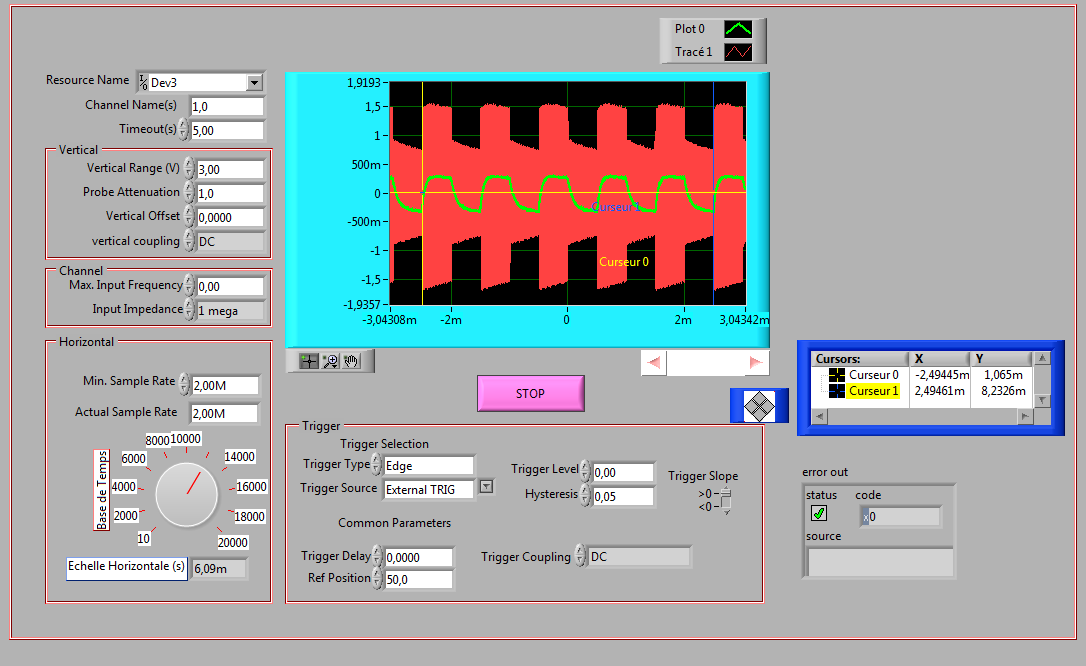 Plot 0
Tracé 1
Resource Name
I/0
Dev3
Channel Name(s)
1,0
Timeout(s)
5,00
Vertical
Vertical Range (V)
3,00
Probe Attenuation
1,0
Vertical Offset
0,0000
vertical coupling
DC
Channel
Max. Input Frequency
0,00
Input Impedance
1 mega
Horizontal
Min. Sample Rate
2,00M
Actual Sample Rate
2,00M
Base de Temps
10
2000
4000
6000
8000
10000
14000
16000
18000
20000
Echelle Horizontale (s)
6,09m
1,9193
1,5
1
500m
0
-500m
-1
-1,5
-1,9357
-3,04308m
-2m
0
2m
3,04342m
Curseur 1
Curseur 0
STOP
Cursors: X Y
Curseur 0 -2,49445m 1,065m
Curseur 1 2,49461m 8,2326m
Trigger
Trigger Selection
Trigger Type
Edge
Trigger Source
External TRIG
Trigger Level
0,00
Hysteresis
0,05
Trigger Slope
>0
<0
Common Parameters
Trigger Delay
0,0000
Ref Position
50,0
Trigger Coupling
DC
error out
status
code
x0
source